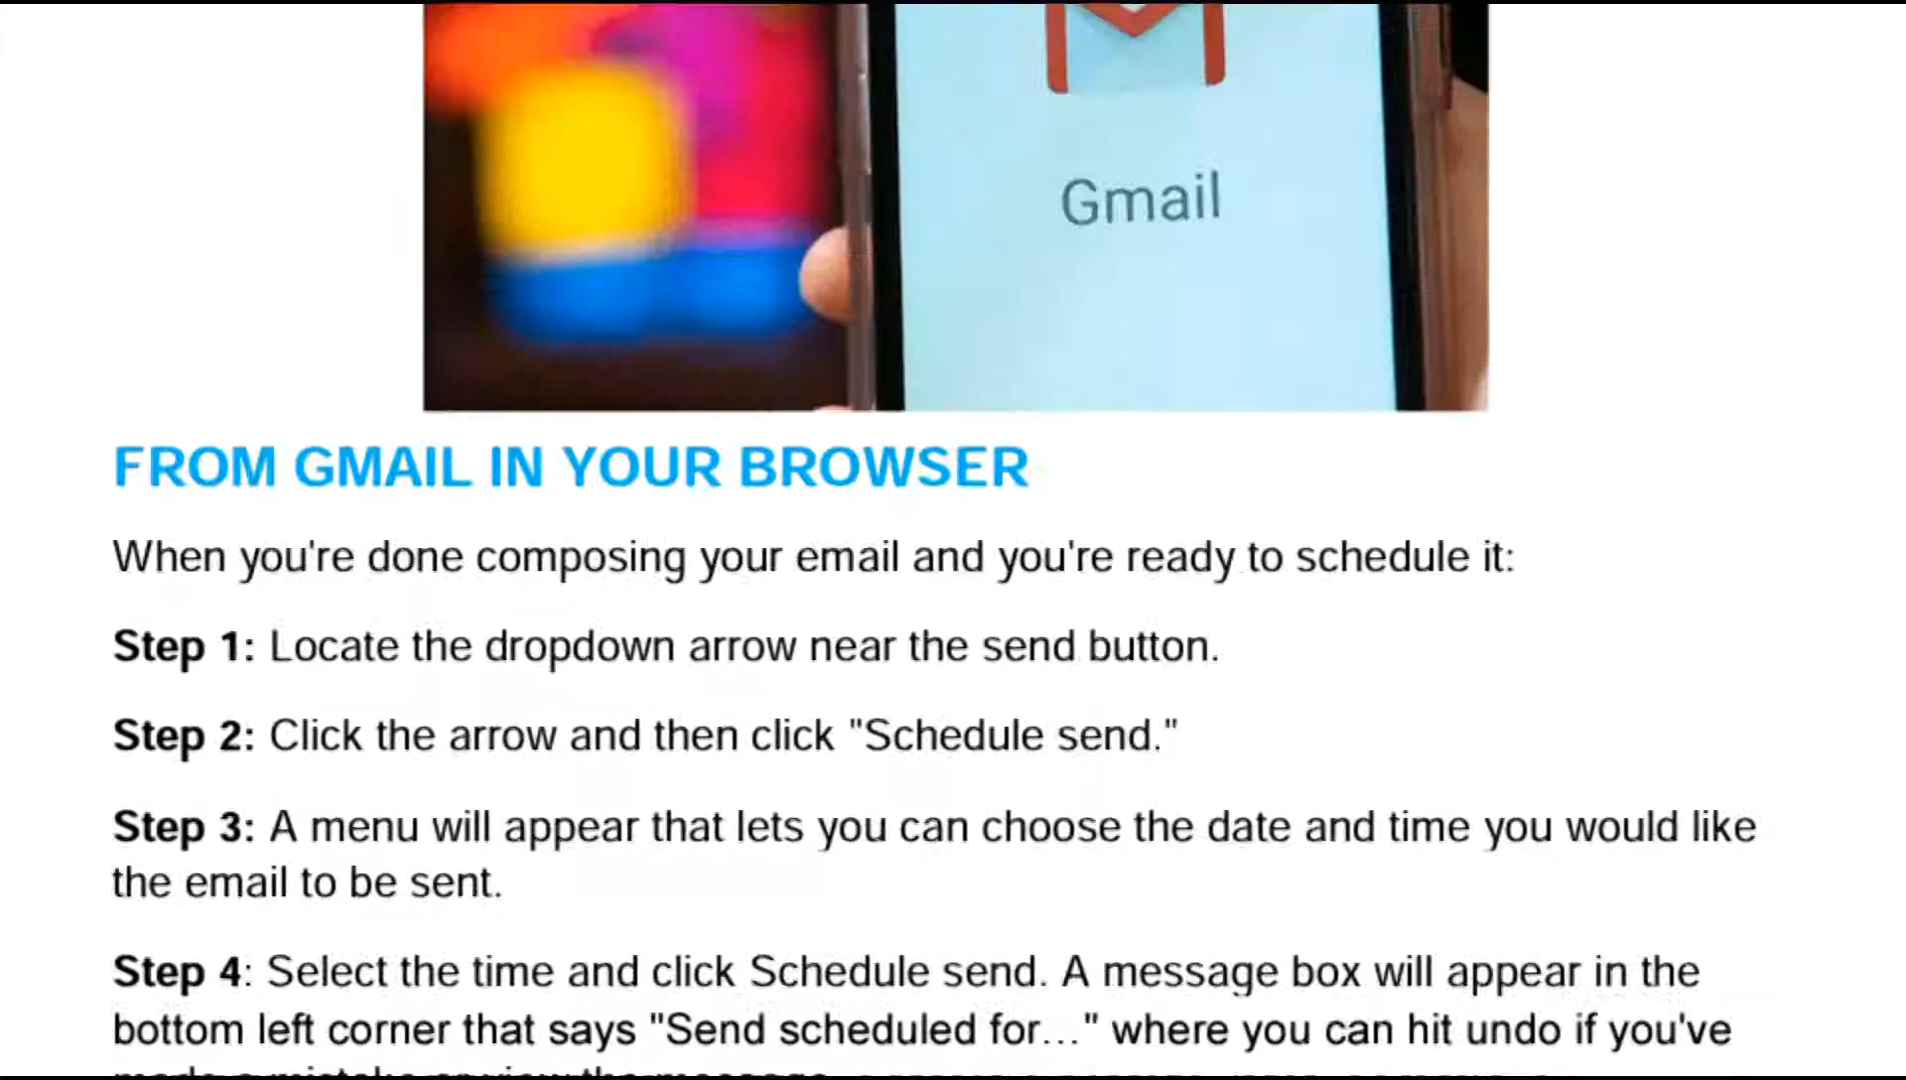 Gmail
FROM GMAIL IN YOUR BROWSER
When you're done composing your email and you're ready to schedule it:
Step 1: Locate the dropdown arrow near the send button.
Step 2: Click the arrow and then click "Schedule send."
Step 3: A menu will appear that lets you can choose the date and time you would like
the email to be sent.
Step 4: Select the time and click Schedule send. A message box will appear in the
bottom left corner that says "Send scheduled for…" where you can hit undo if you've